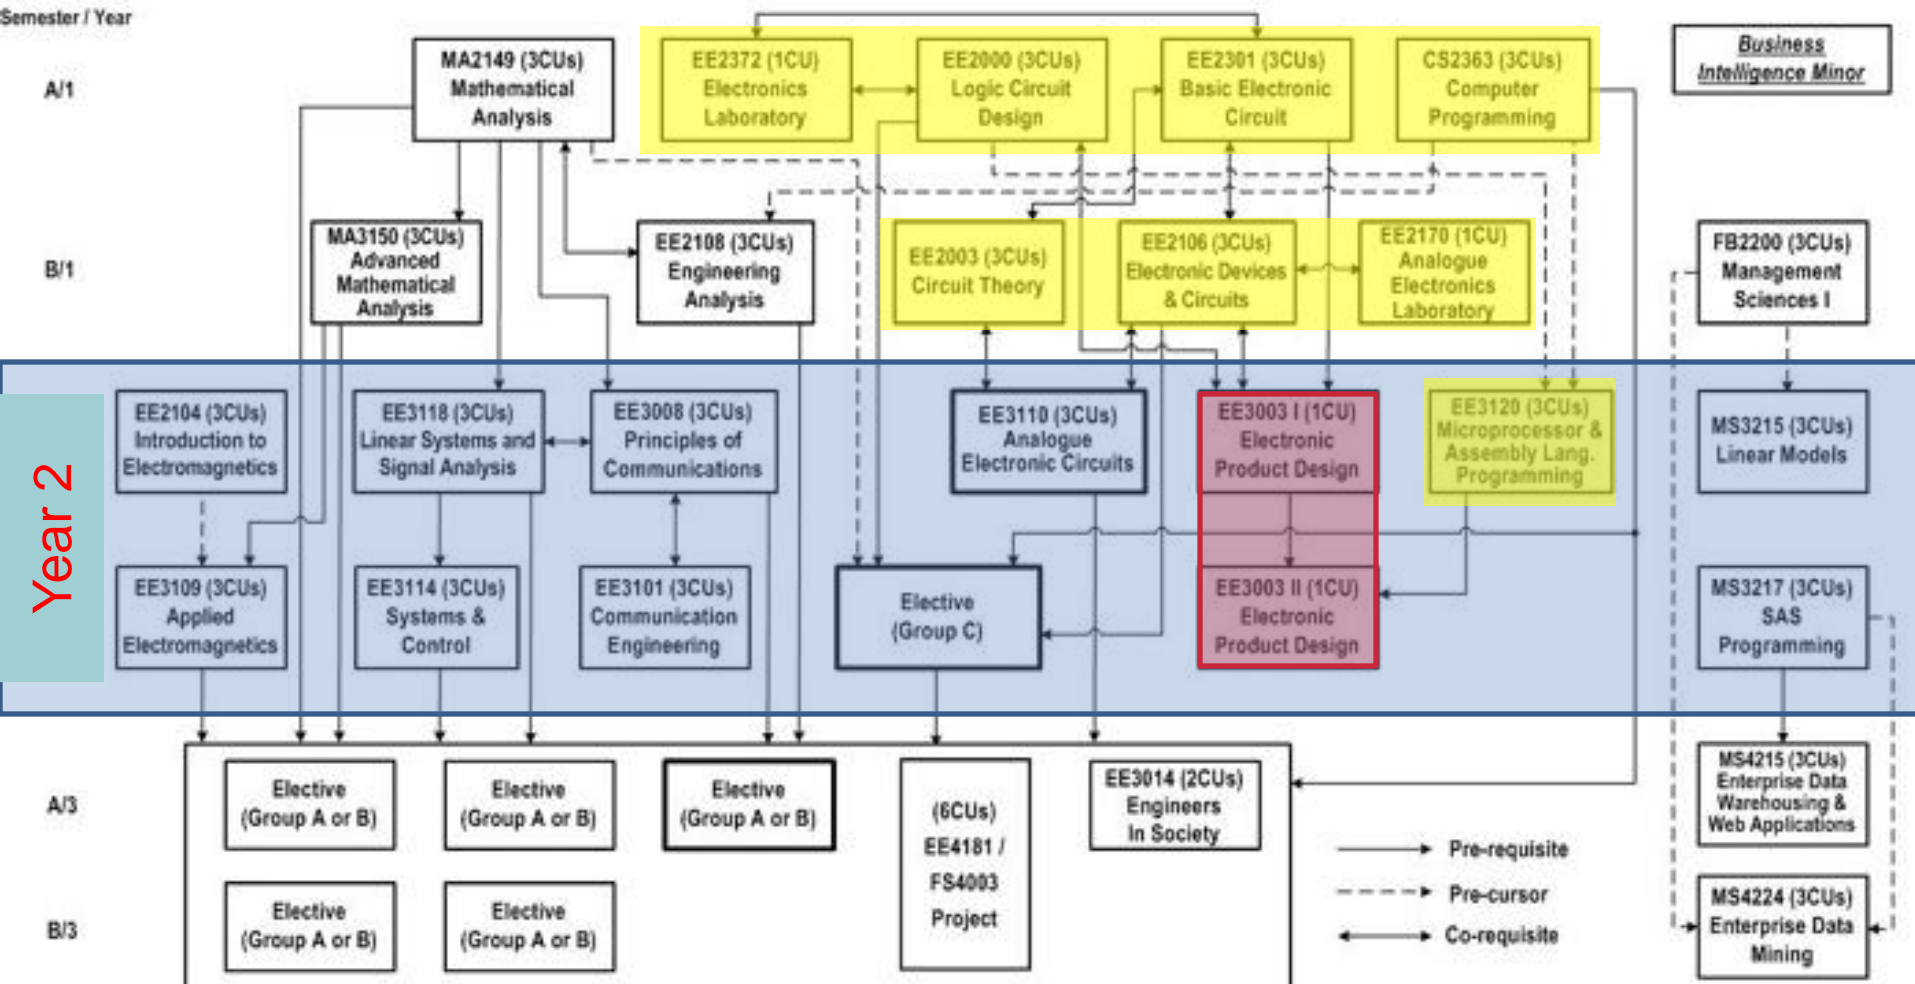 Semester / Year
A/1
MA2149 (3CUs)
Mathematical
Analysis
EE2372 (1CU)
Electronics
Laboratory
EE2000 (3CUs)
Logic Circuit
Design
EE2301 (3CUs)
Basic Electronic
Circuit
CS2363 (3CUs)
Computer
Programming
Business
Intelligence Minor
B/1
MA3150 (3CUs)
Advanced
Mathematical
Analysis
EE2108 (3CUs)
Engineering
Analysis
EE2003 (3CUs)
Circuit Theory
EE2106 (3CUs)
Electronic Devices
& Circuits
EE2170 (1CU)
Analogue
Electronics
Laboratory
FB2200 (3CUs)
Management
Sciences I
Year 2
EE2104 (3CUs)
Introduction to
Electromagnetics
EE3118 (3CUs)
Linear Systems and
Signal Analysis
EE3008 (3CUs)
Principles of
Communications
EE3110 (3CUs)
Analogue
Electronic Circuits
EE3003 I (1CU)
Electronic
Product Design
EE3120 (3CUs)
Microprocessor &
Assembly Lang.
Programming
MS3215 (3CUs)
Linear Models
EE3109 (3CUs)
Applied
Electromagnetics
EE3114 (3CUs)
Systems &
Control
EE3101 (3CUs)
Communication
Engineering
Elective
(Group C)
EE3003 II (1CU)
Electronic
Product Design
MS3217 (3CUs)
SAS
Programming
A/3
Elective
(Group A or B)
Elective
(Group A or B)
Elective
(Group A or B)
(6CUs)
EE4181 /
FS4003
Project
EE3014 (2CUs)
Engineers
In Society
MS4215 (3CUs)
Enterprise Data
Warehousing &
Web Applications
B/3
Elective
(Group A or B)
Elective
(Group A or B)
Pre-requisite
Pre-cursor
Co-requisite
MS4224 (3CUs)
Enterprise Data
Mining